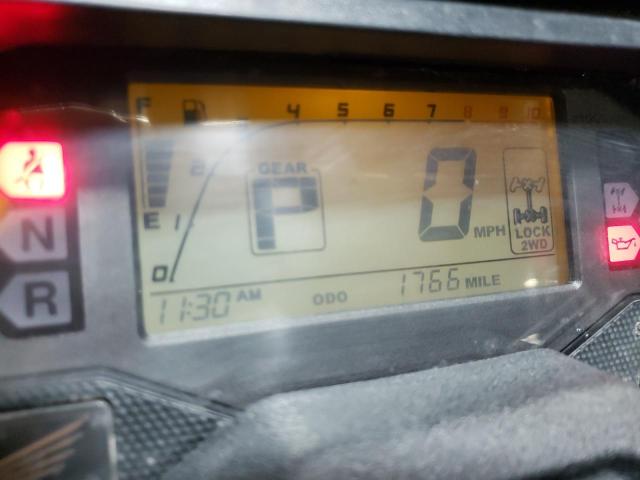 F 4 5 6 7 8 9 10
2
GEAR
P
0 MPH
LOCK
2WD
E 1
0
N
R
11:30 AM ODO 1766 MILE